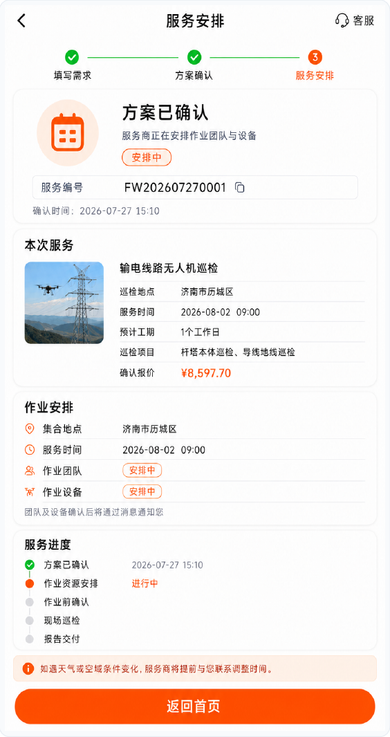 服务安排
客服
3
填写需求 方案确认 服务安排
方案已确认
服务商正在安排作业团队与设备
安排中
服务编号 FW202607270001
确认时间：2026-07-27 15:10
本次服务
输电线路无人机巡检
巡检地点 济南市历城区
服务时间 2026-08-02 09:00
预计工期 1个工作日
巡检项目 杆塔本体巡检、导线地线巡检
确认报价 ¥8,597.70
作业安排
集合地点 济南市历城区
服务时间 2026-08-02 09:00
作业团队 安排中
作业设备 安排中
团队及设备确认后将通过消息通知您
服务进度
方案已确认 2026-07-27 15:10
作业资源安排 进行中
作业前确认
现场巡检
报告交付
如遇天气或空域条件变化，服务商将提前与您联系调整时间。
返回首页